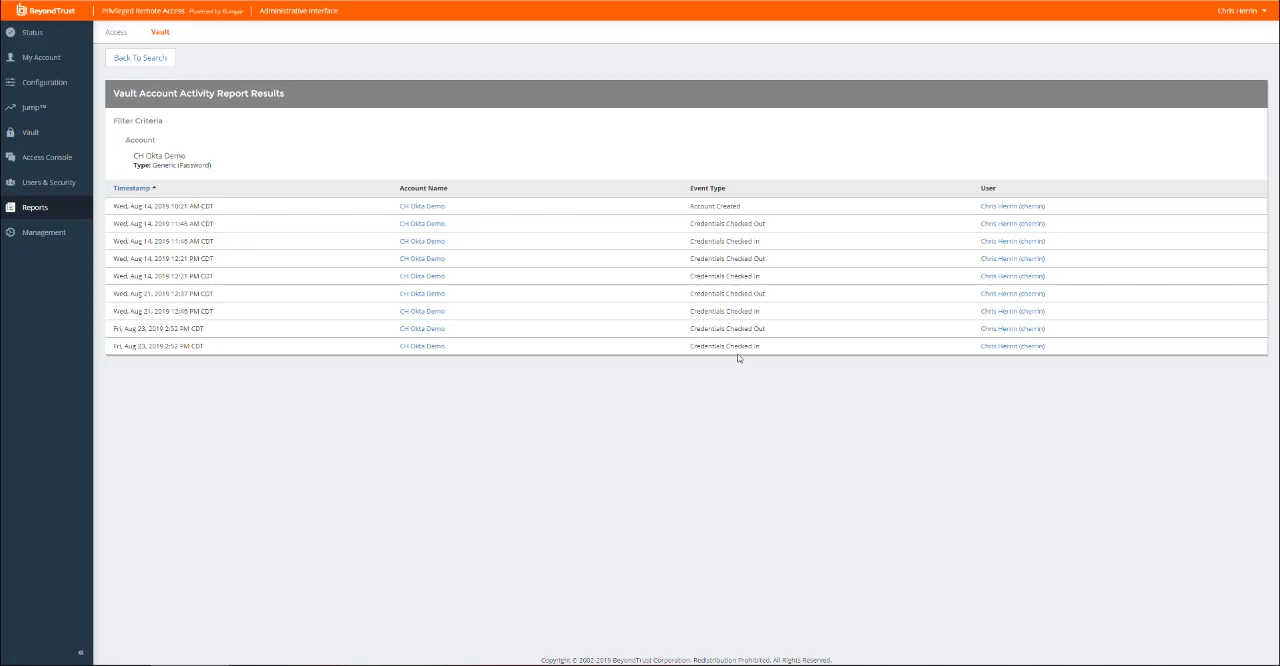 BeyondTrust Privileged Remote Access Powered by Bomgar Administrative Interface Chris Herrin
Status
My Account
Configuration
Jump™
Vault
Access Console
Users & Security
Reports
Management
«
Access Vault
Back To Search
Vault Account Activity Report Results
Filter Criteria
Account
CH Okta Demo
Type: Generic (Password)
Timestamp Account Name Event Type User
Wed, Aug 14, 2019 10:21 AM CDT CH Okta Demo Account Created Chris Herrin (cherrin)
Wed, Aug 14, 2019 11:46 AM CDT CH Okta Demo Credentials Checked Out Chris Herrin (cherrin)
Wed, Aug 14, 2019 11:46 AM CDT CH Okta Demo Credentials Checked In Chris Herrin (cherrin)
Wed, Aug 14, 2019 12:21 PM CDT CH Okta Demo Credentials Checked Out Chris Herrin (cherrin)
Wed, Aug 14, 2019 12:21 PM CDT CH Okta Demo Credentials Checked In Chris Herrin (cherrin)
Wed, Aug 21, 2019 12:37 PM CDT CH Okta Demo Credentials Checked Out Chris Herrin (cherrin)
Wed, Aug 21, 2019 12:46 PM CDT CH Okta Demo Credentials Checked In Chris Herrin (cherrin)
Fri, Aug 23, 2019 2:52 PM CDT CH Okta Demo Credentials Checked Out Chris Herrin (cherrin)
Fri, Aug 23, 2019 2:52 PM CDT CH Okta Demo Credentials Checked In Chris Herrin (cherrin)
Copyright © 2002-2019 BeyondTrust Corporation. Redistribution Prohibited. All Rights Reserved.